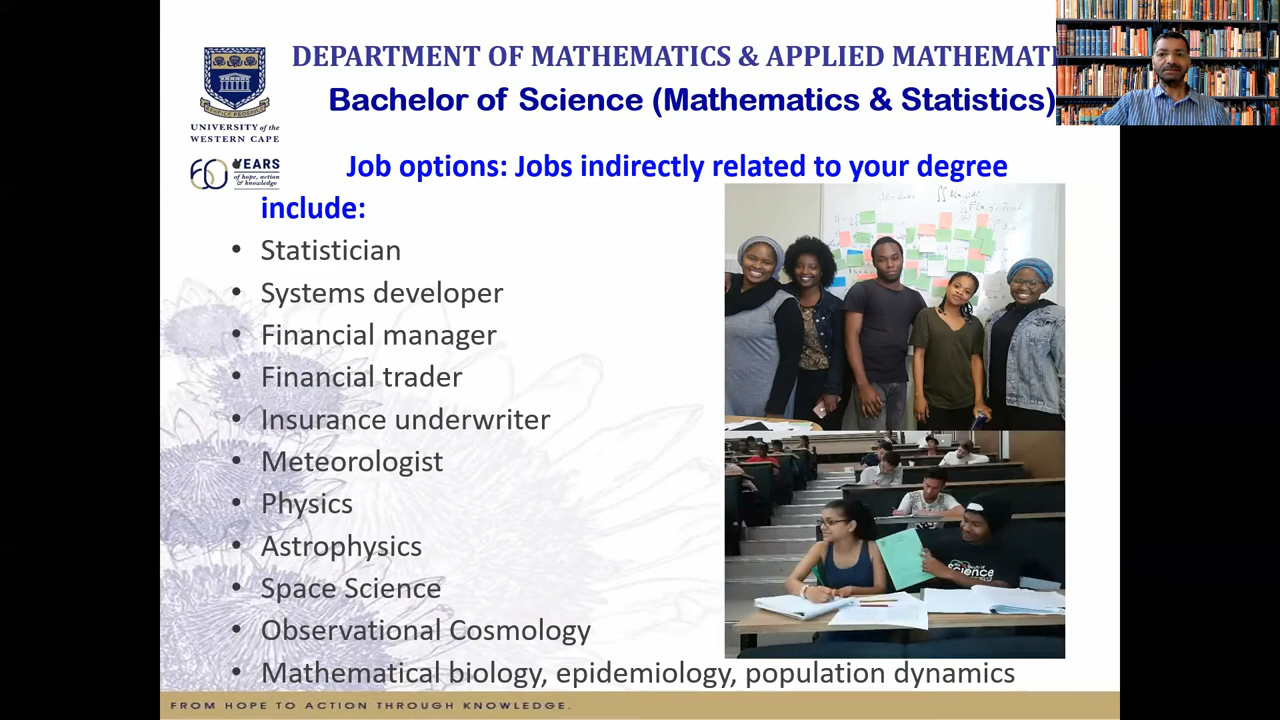 DEPARTMENT OF MATHEMATICS & APPLIED MATHEMATI
Bachelor of Science (Mathematics & Statistics)
UNIVERSITY of the
WESTERN CAPE
60 YEARS
of hope, action
& knowledge
Job options: Jobs indirectly related to your degree
include:
• Statistician
• Systems developer
• Financial manager
• Financial trader
• Insurance underwriter
• Meteorologist
• Physics
• Astrophysics
• Space Science
• Observational Cosmology
• Mathematical biology, epidemiology, population dynamics
science
FROM HOPE TO ACTION THROUGH KNOWLEDGE.